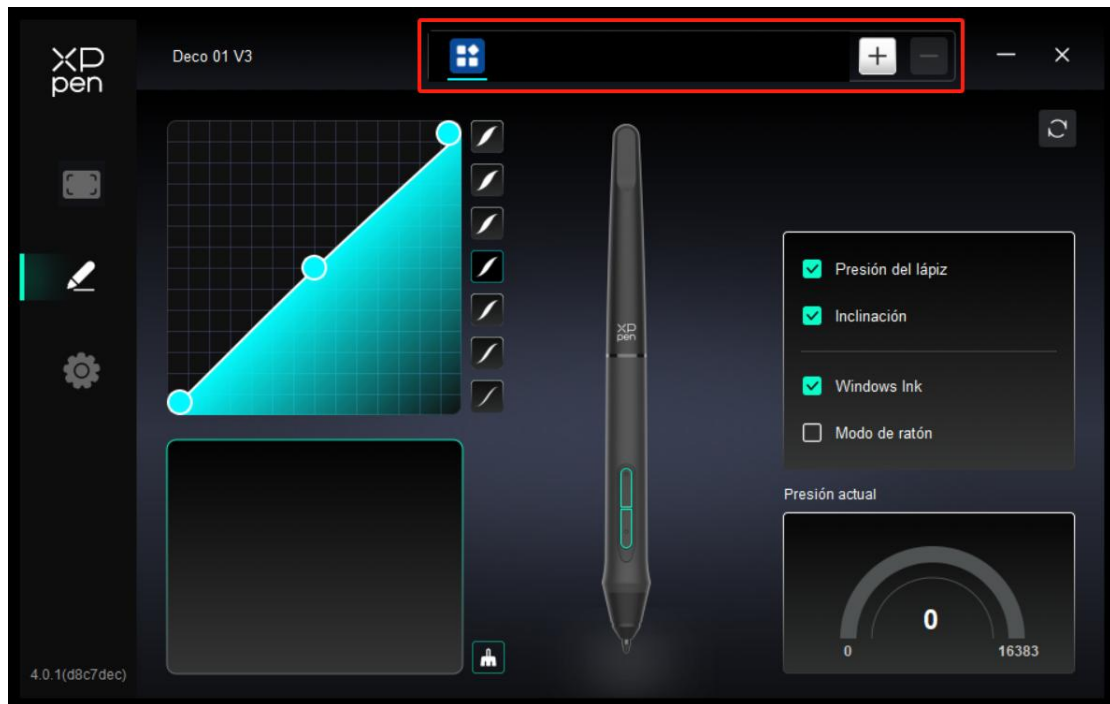 XP
pen
Deco 01 V3
XP
pen
Presión del lápiz
Inclinación
Windows Ink
Modo de ratón
Presión actual
0
0
16383
4.0.1(d8c7dec)